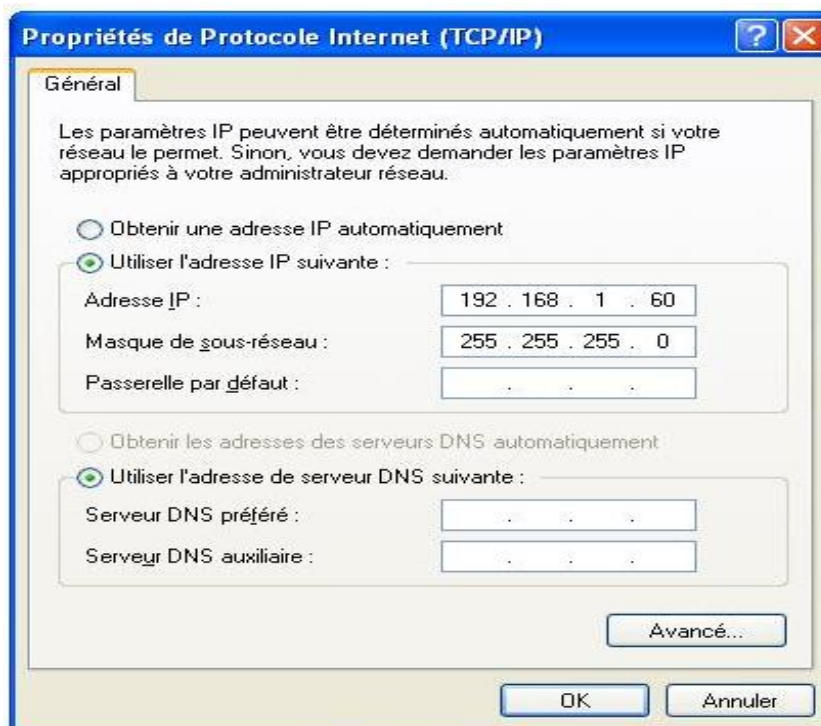 Propriétés de Protocole Internet (TCP/IP)
Général
Les paramètres IP peuvent être déterminés automatiquement si votre
réseau le permet. Sinon, vous devez demander les paramètres IP
appropriés à votre administrateur réseau.
Obtenir une adresse IP automatiquement
Utiliser l'adresse IP suivante :
Adresse IP : 192 . 168 . 1 . 60
Masque de sous-réseau : 255 . 255 . 255 . 0
Passerelle par défaut : . . .
Obtenir les adresses des serveurs DNS automatiquement
Utiliser l'adresse de serveur DNS suivante :
Serveur DNS préféré : . . .
Serveur DNS auxiliaire : . . .
Avancé...
OK Annuler